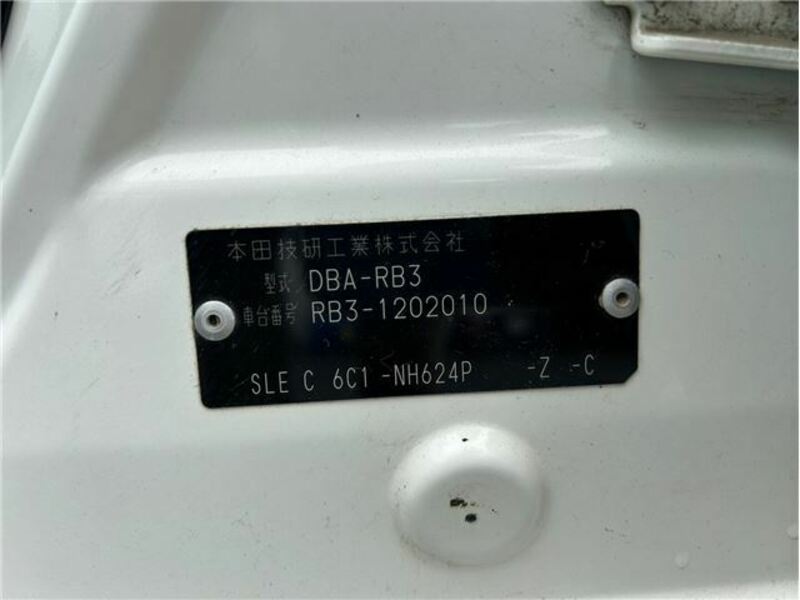 本田技研工業株式会社
型式 DBA-RB3
車台番号 RB3-1202010
SLE C 6C1 -NH624P -Z -C